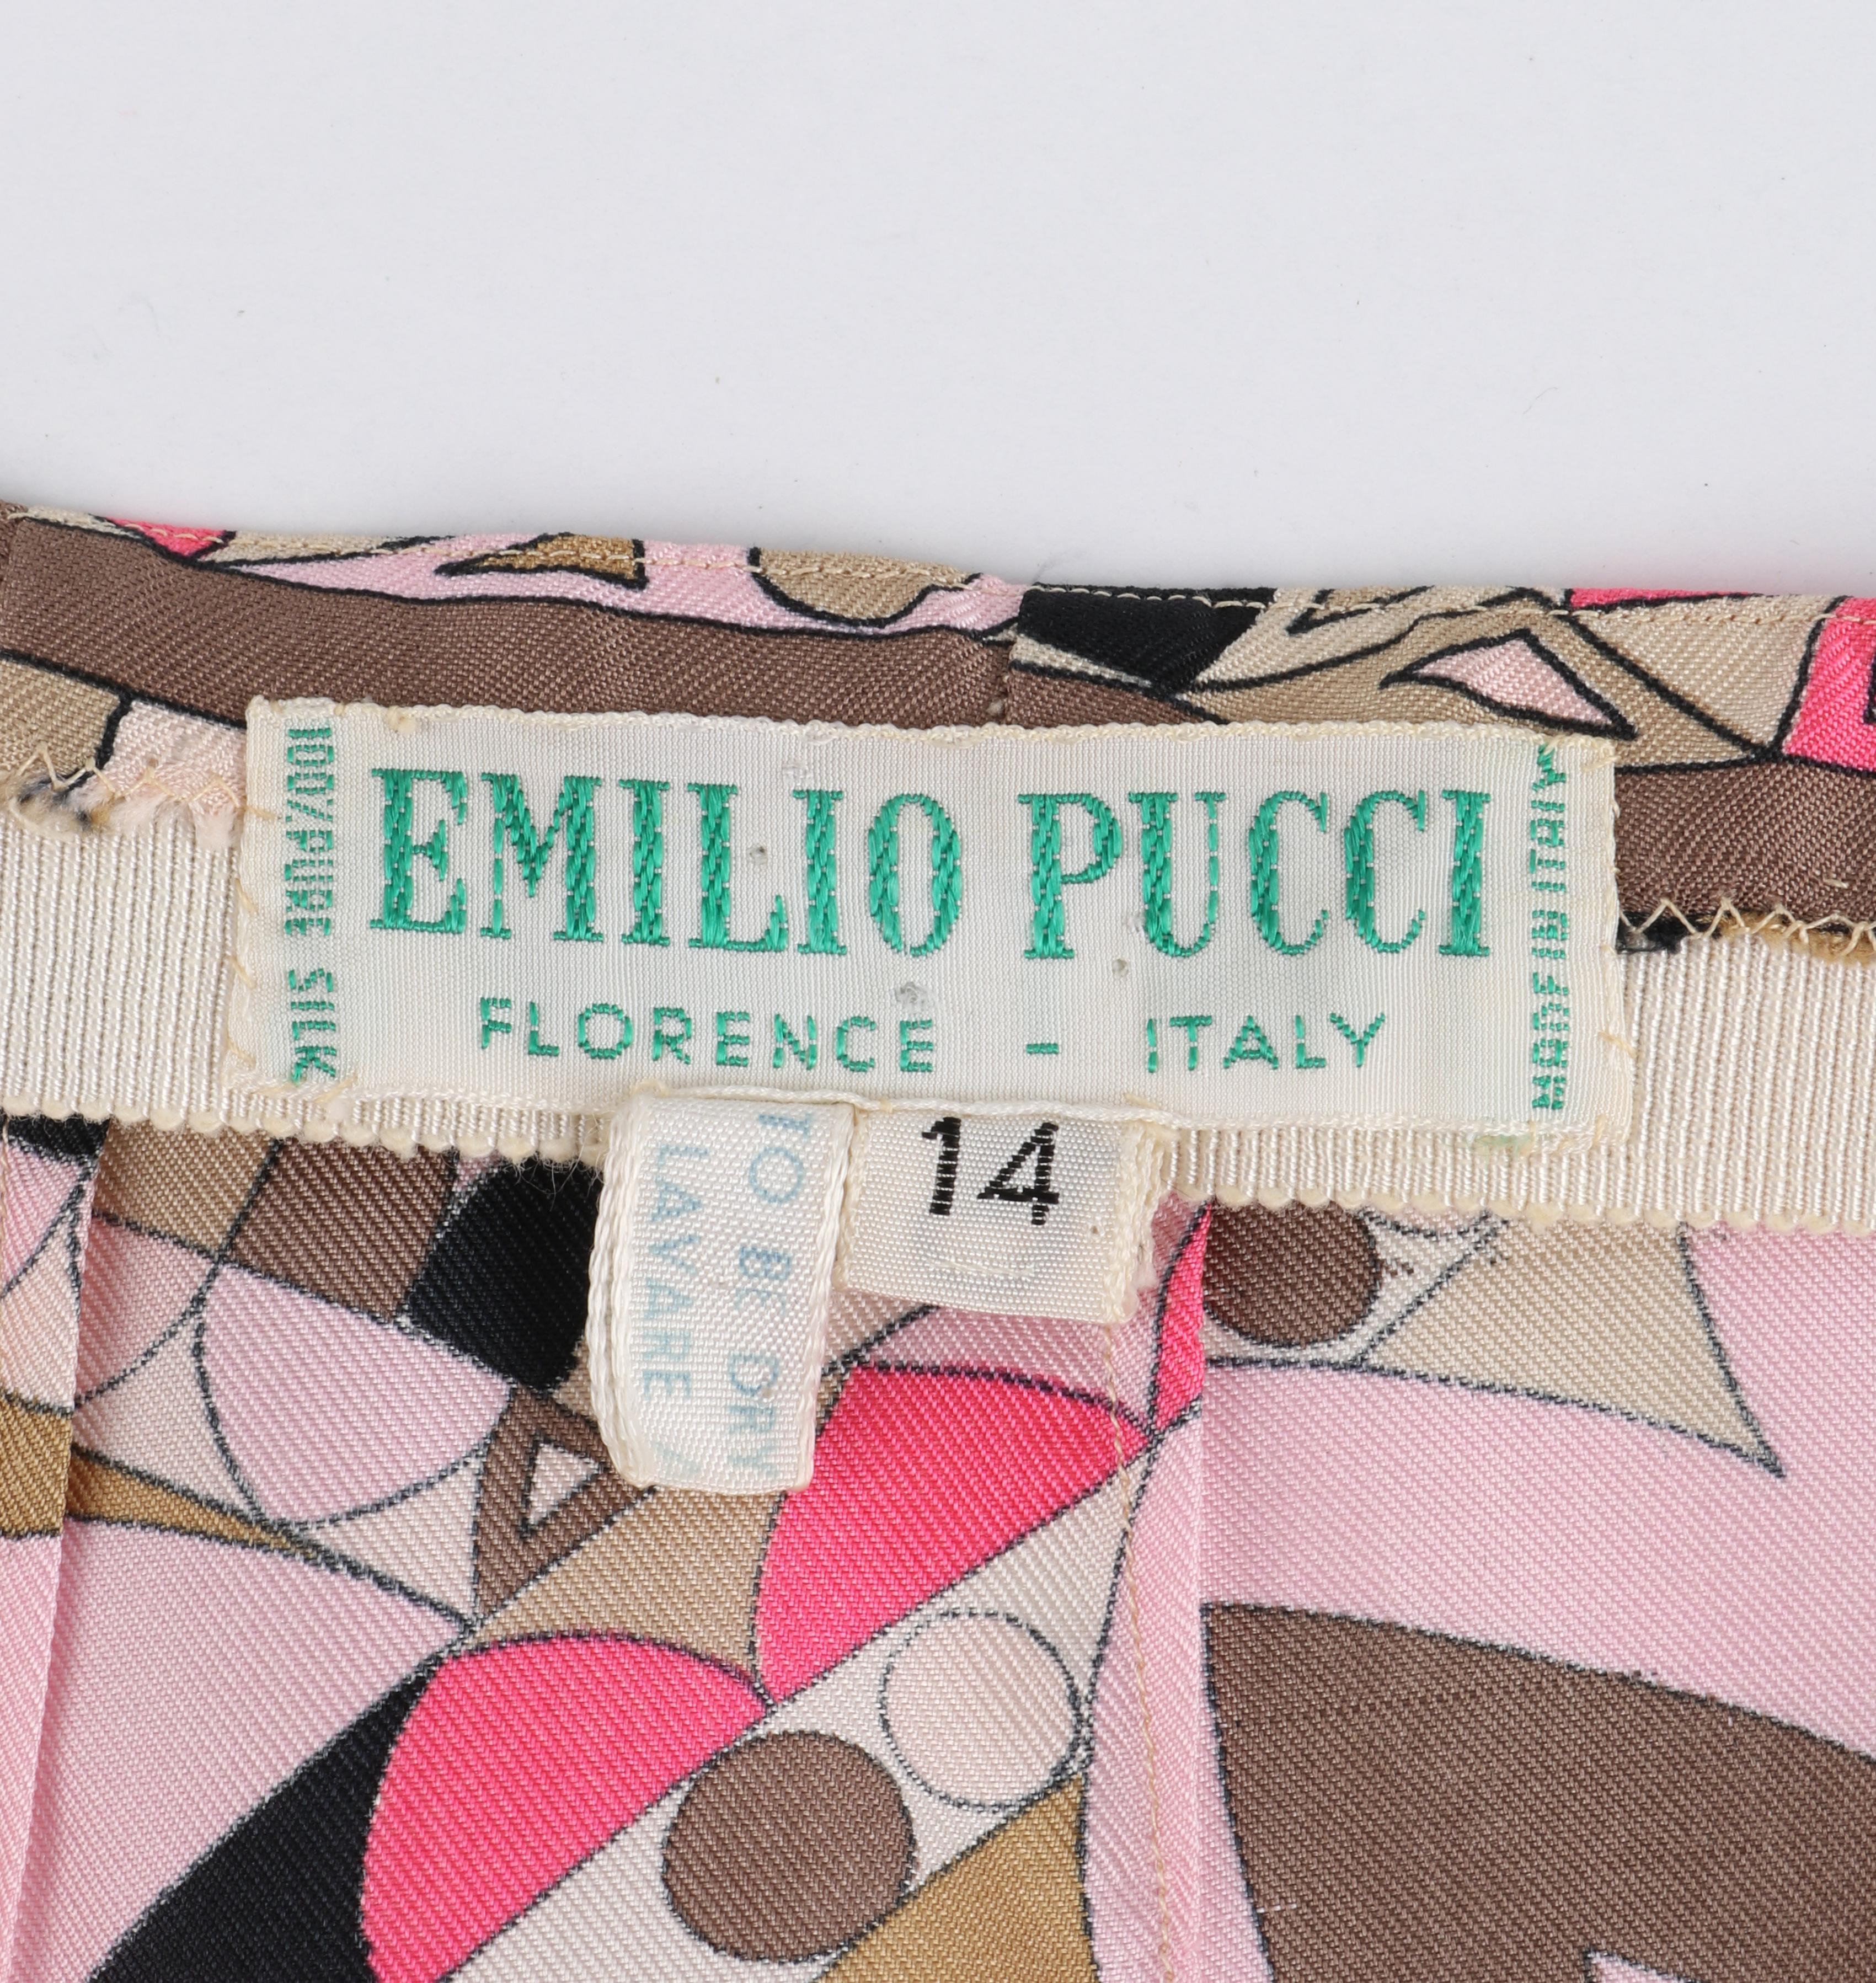 EMILIO PUCCI
FLORENCE - ITALY
100%PURE SILK
MADE IN ITALY
TO BE DRY
LAVARE
14